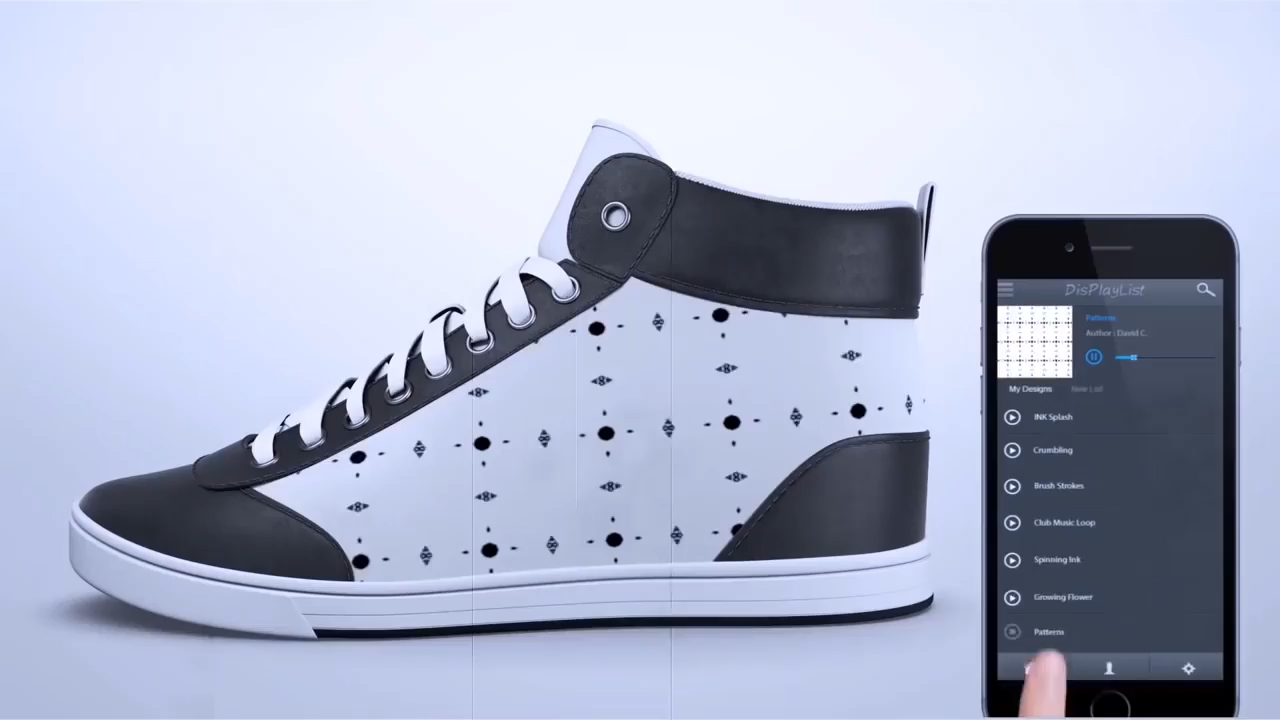 DisPlayList
Patterns
Author : David C.
My Designs
New List
INK Splash
Crumbling
Brush Strokes
Club Music Loop
Spinning Ink
Growing Flower
Patterns